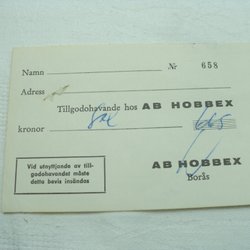 Namn № 658
Adress
Tillgodohavande hos AB HOBBEX
kronor
AB HOBBEX
Borås
Vid utnyttjande av till-
godohavandet måste
detta bevis insändas